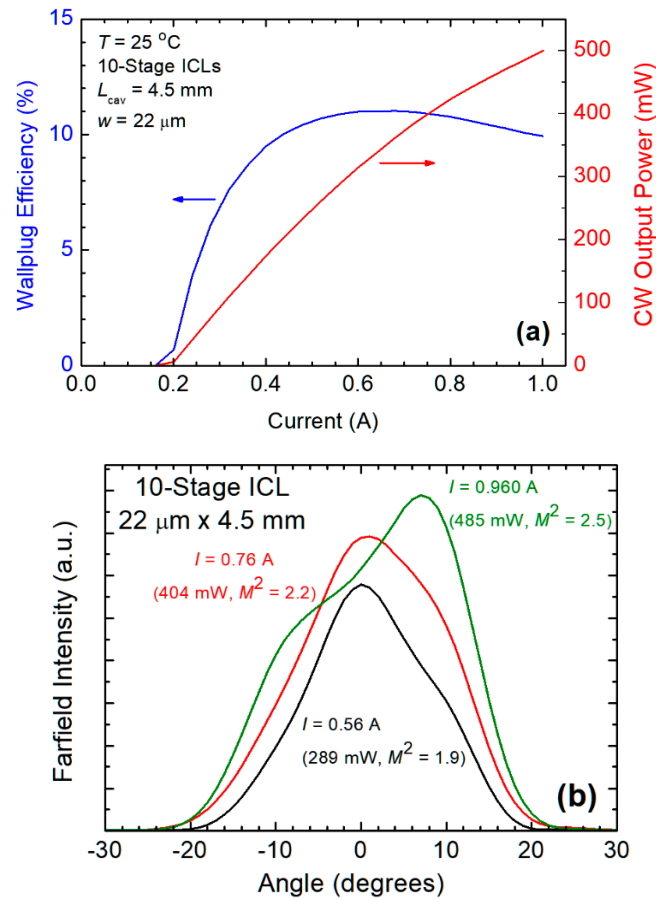 15
10
5
0
Wallplug Efficiency (%)
T = 25 °C
10-Stage ICLs
L_cav = 4.5 mm
w = 22 μm
500
400
300
200
100
0
CW Output Power (mW)
(a)
0.0 0.2 0.4 0.6 0.8 1.0
Current (A)
10-Stage ICL
22 μm x 4.5 mm
I = 0.960 A
(485 mW, M² = 2.5)
I = 0.76 A
(404 mW, M² = 2.2)
I = 0.56 A
(289 mW, M² = 1.9)
Farfield Intensity (a.u.)
(b)
-30 -20 -10 0 10 20 30
Angle (degrees)